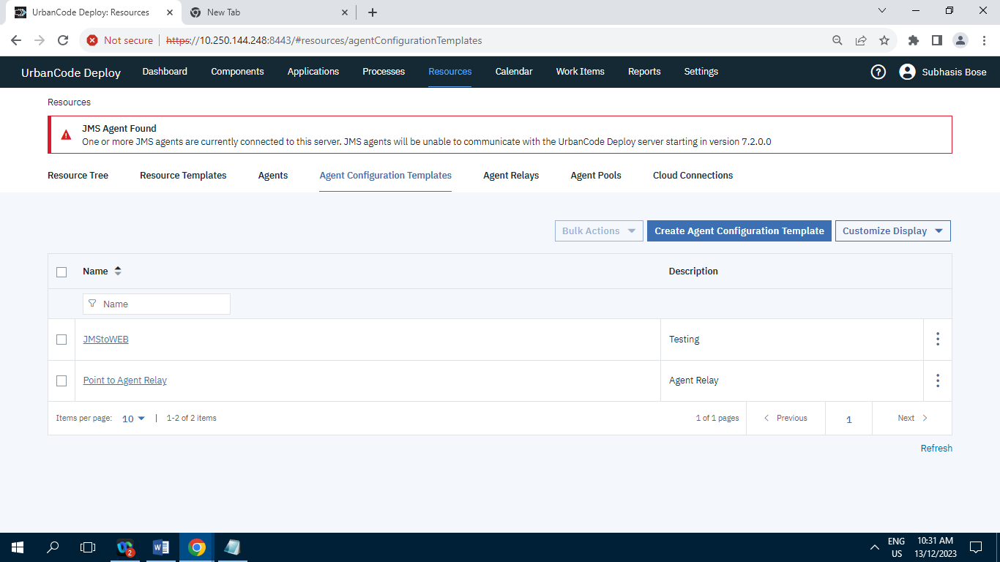 UrbanCode Deploy: Resources
New Tab
Not secure https://10.250.144.248:8443/#resources/agentConfigurationTemplates
UrbanCode Deploy Dashboard Components Applications Processes Resources Calendar Work Items Reports Settings Subhasis Bose
Resources
JMS Agent Found
One or more JMS agents are currently connected to this server. JMS agents will be unable to communicate with the UrbanCode Deploy server starting in version 7.2.0.0
Resource Tree Resource Templates Agents Agent Configuration Templates Agent Relays Agent Pools Cloud Connections
Bulk Actions Create Agent Configuration Template Customize Display
Name Description
Name
JMStoWEB Testing
Point to Agent Relay Agent Relay
Items per page: 10 | 1-2 of 2 items 1 of 1 pages Previous 1 Next
Refresh
2
ENG 10:31 AM
US 13/12/2023